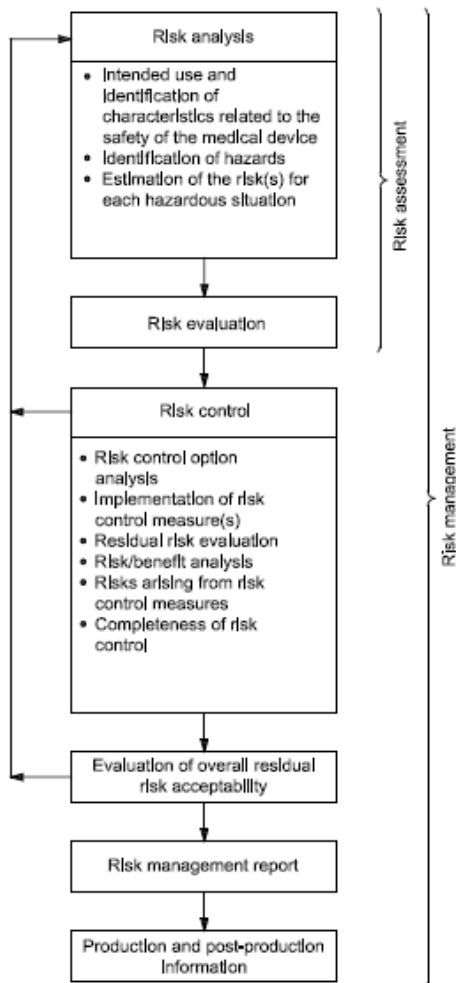 Risk analysis
• Intended use and
identification of
characteristics related to the
safety of the medical device
• Identification of hazards
• Estimation of the risk(s) for
each hazardous situation
Risk evaluation
Risk assessment
Risk control
• Risk control option
analysis
• Implementation of risk
control measure(s)
• Residual risk evaluation
• Risk/benefit analysis
• Risks arising from risk
control measures
• Completeness of risk
control
Evaluation of overall residual
risk acceptability
Risk management report
Production and post-production
information
Risk management